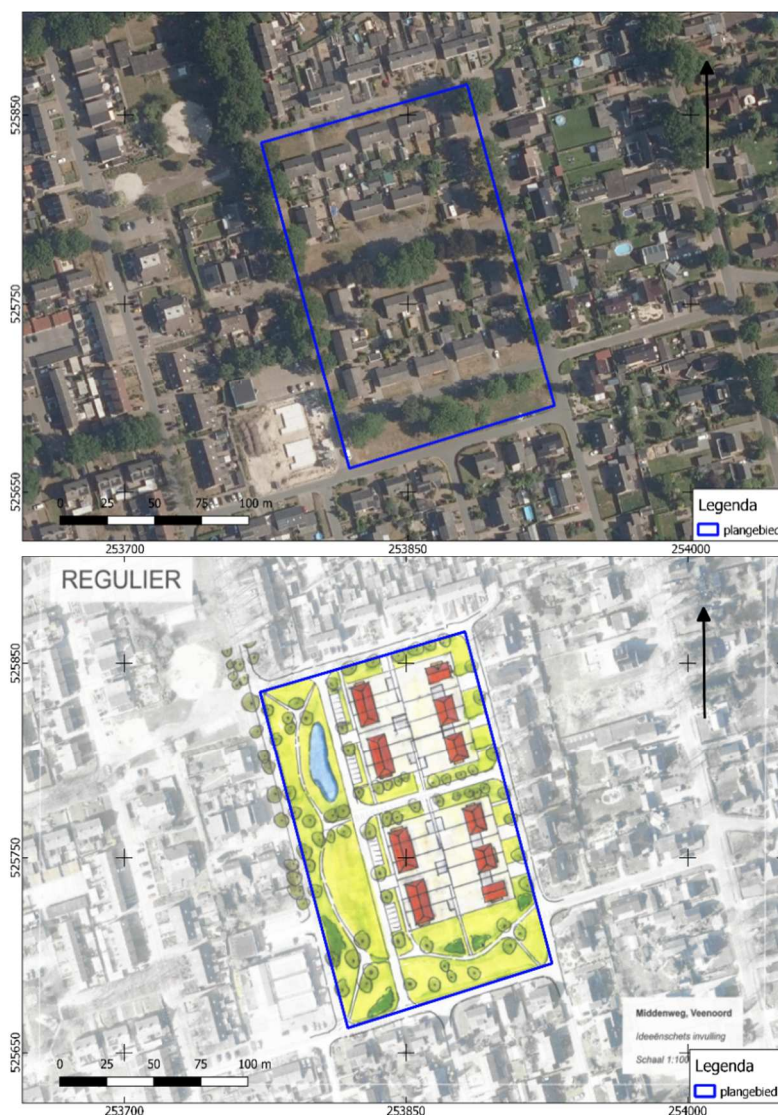 525850
525750
525650
0 25 50 75 100 m
Legenda
plangebied
253700 253850 254000
REGULIER
525850
525750
525650
Middenweg, Veenoord
Ideeënschets invulling
Schaal
0 25 50 75 100 m
Legenda
plangebied
253700 253850 254000